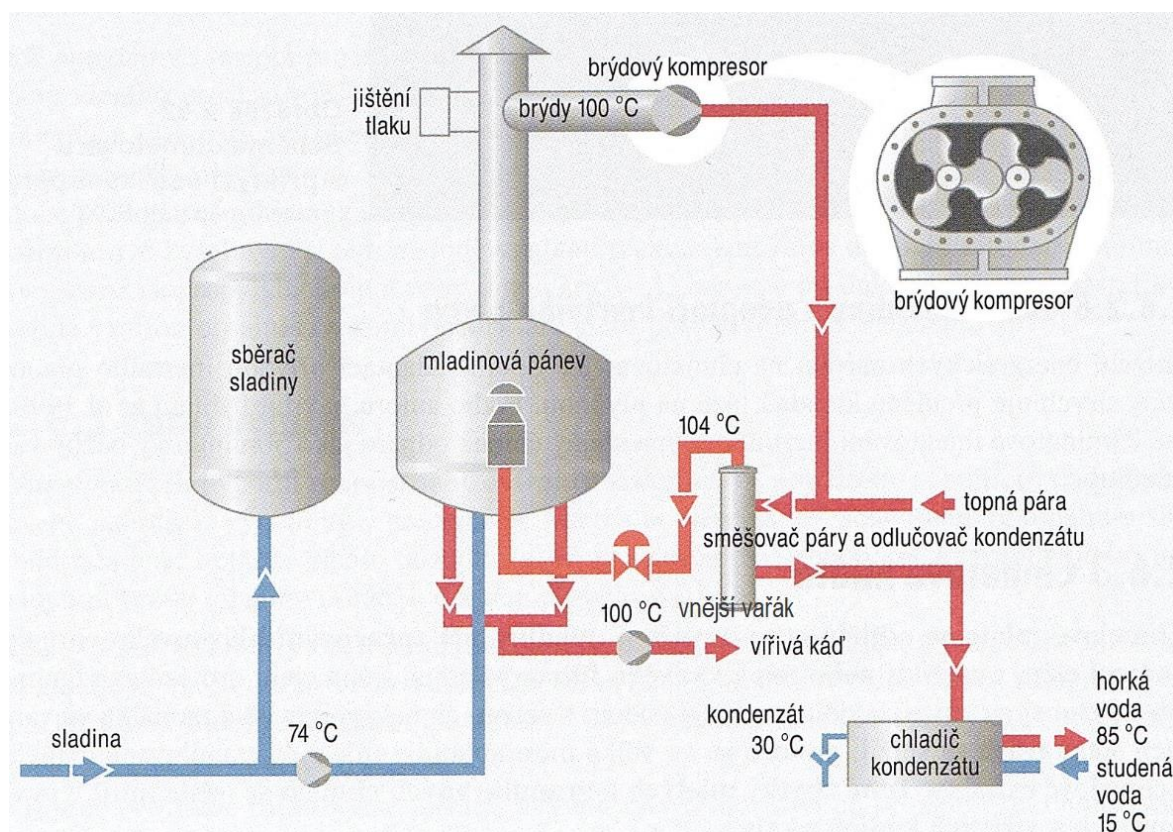 brýdový kompresor
jištění
tlaku
brýdy 100 °C
brýdový kompresor
sběrač
sladiny
mladinová pánev
104 °C
topná pára
směšovač páry a odlučovač kondenzátu
100 °C
vnější vařák
vířivá káď
sladina
74 °C
kondenzát
30 °C
chladič
kondenzátu
horká
voda
85 °C
studená
voda
15 °C